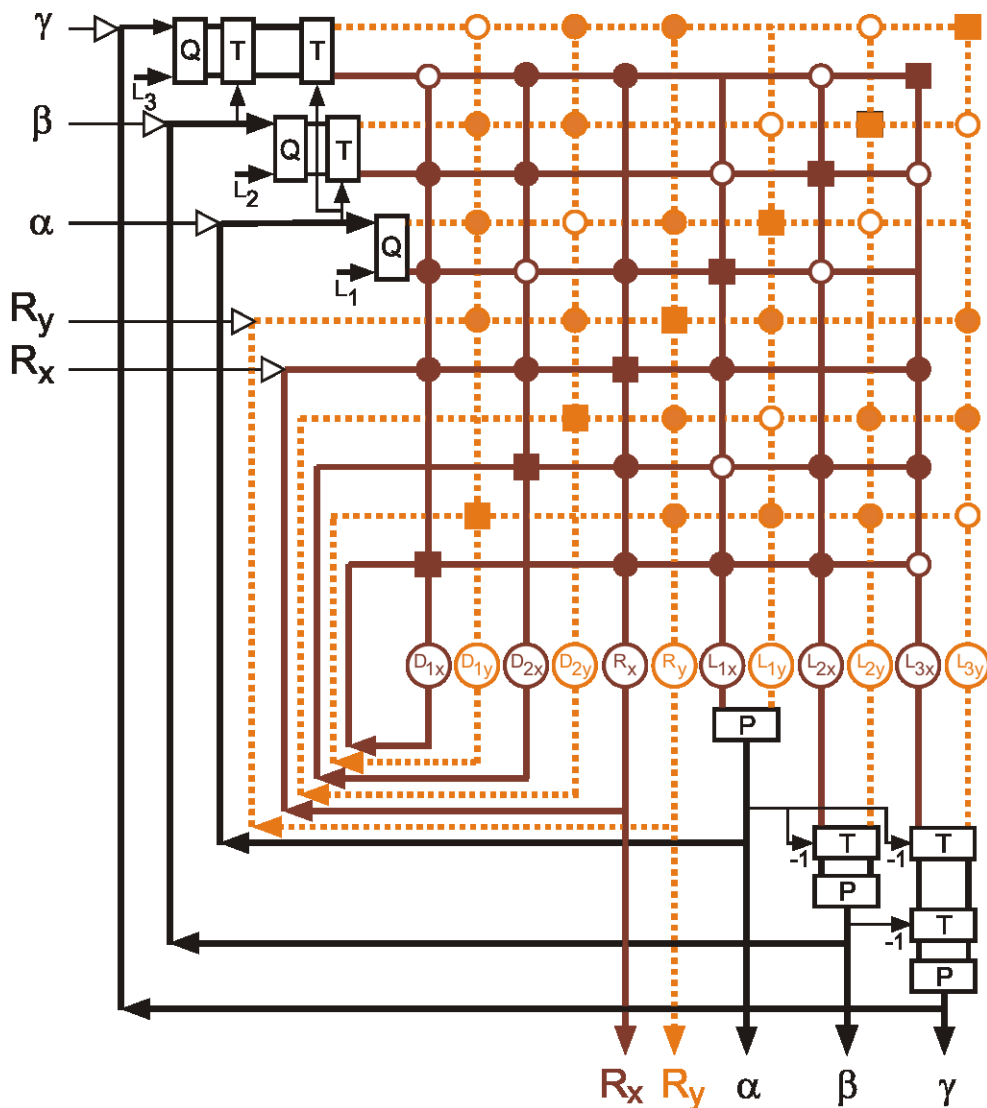 γ Q T T
L3
β Q T
L2
α Q
L1
Ry
Rx
D1x D1y D2x D2y Rx Ry L1x L1y L2x L2y L3x L3y
P
-1 T -1 T
P
-1 T
P
Rx Ry α β γ